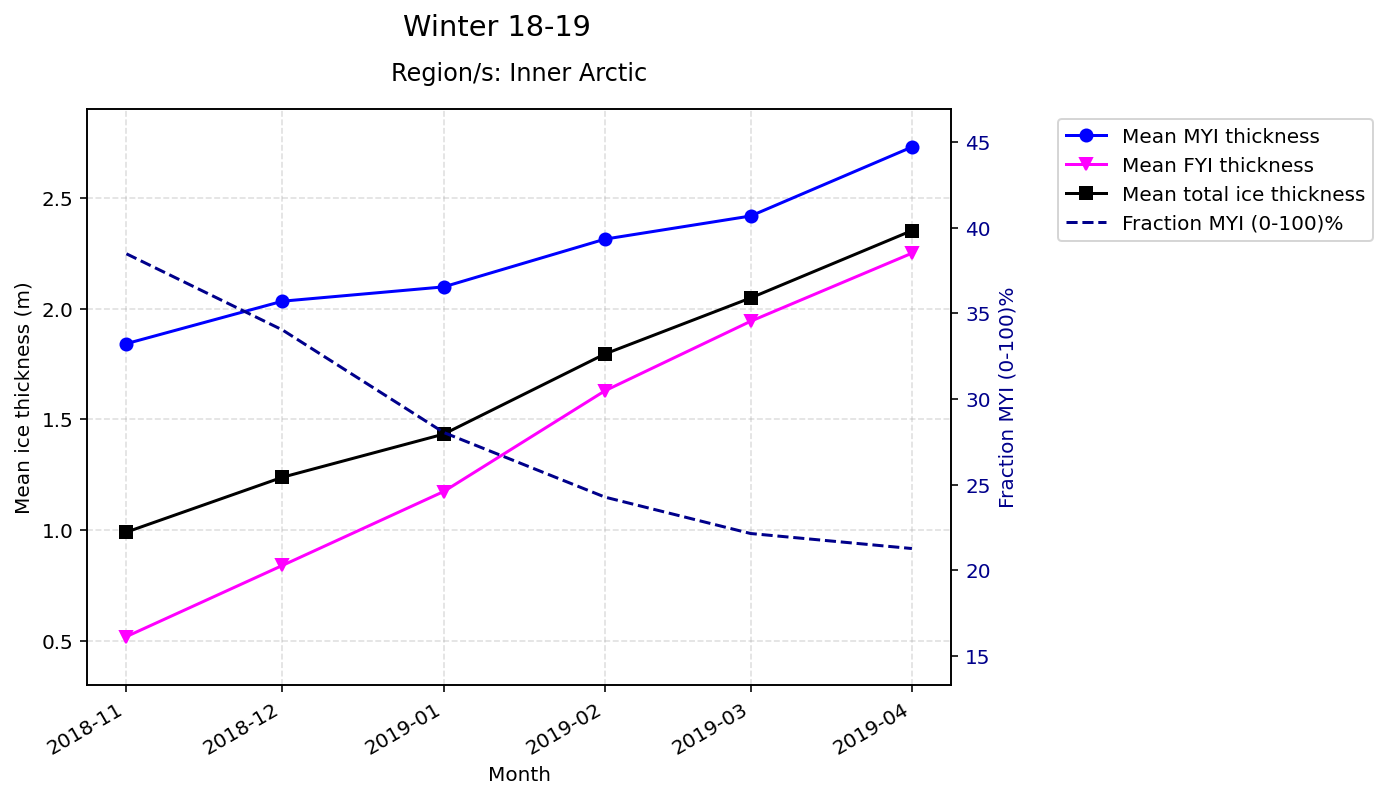 Winter 18-19
Region/s: Inner Arctic
Mean ice thickness (m)
2.5
2.0
1.5
1.0
0.5
2018-11
2018-12
2019-01
2019-02
2019-03
2019-04
Month
45
40
35
30
25
20
15
Fraction MYI (0-100)%
Mean MYI thickness
Mean FYI thickness
Mean total ice thickness
Fraction MYI (0-100)%